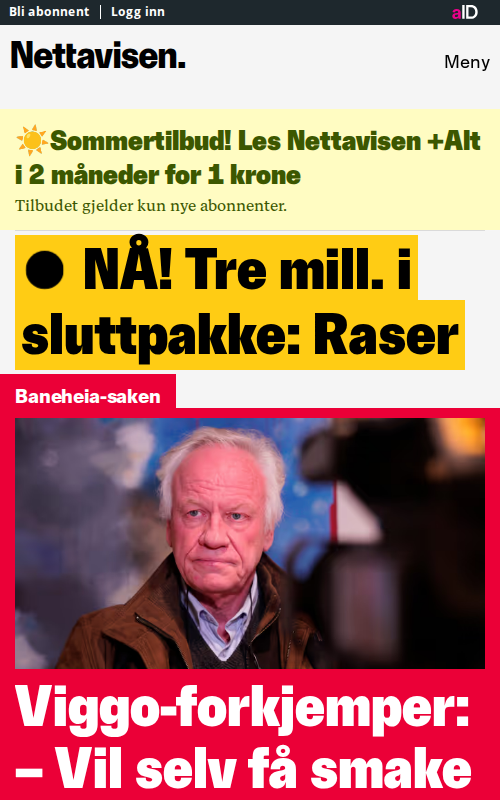 Bli abonnent
Logg inn
aID
Nettavisen.
Meny
☀️Sommertilbud! Les Nettavisen +Alt
i 2 måneder for 1 krone
Tilbudet gjelder kun nye abonnenter.
● NÅ! Tre mill. i
sluttpakke: Raser
Baneheia-saken
Viggo-forkjemper:
– Vil selv få smake